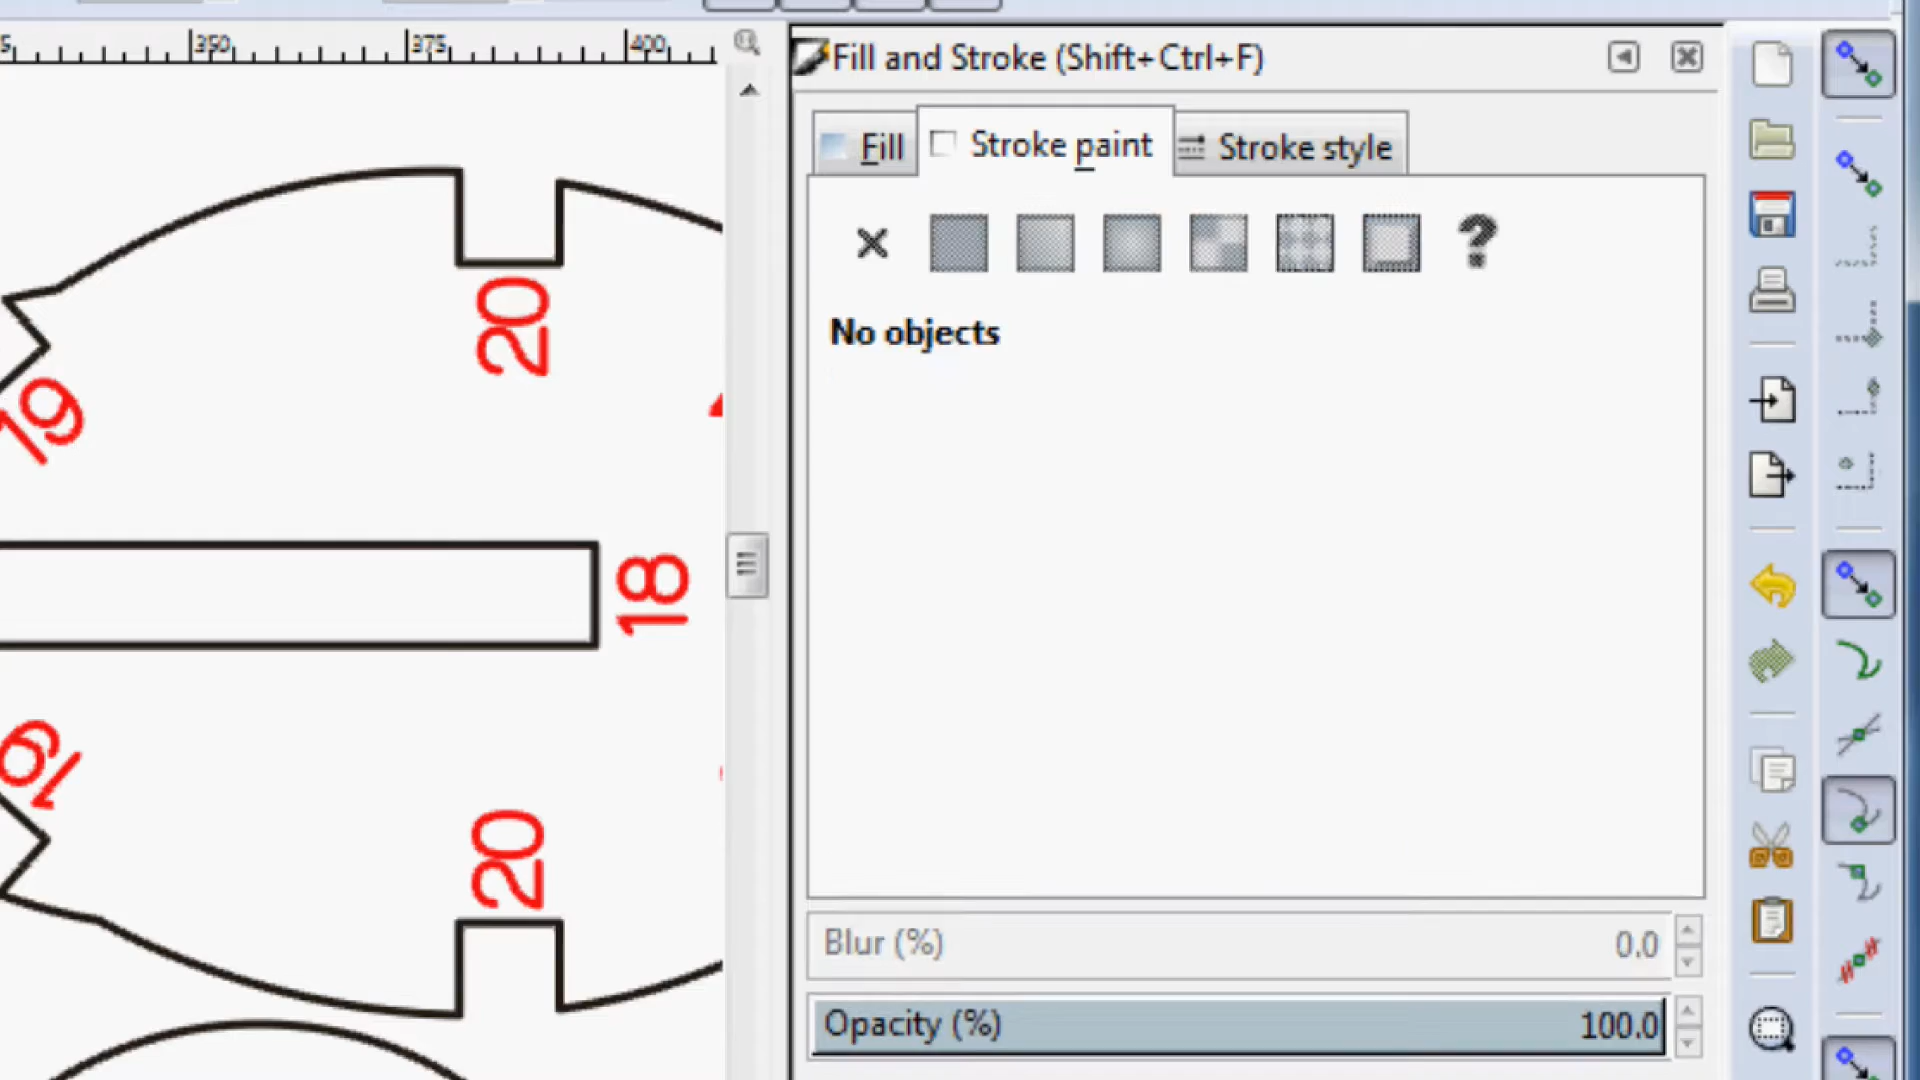 350 375 400
Fill and Stroke (Shift+Ctrl+F)
Fill Stroke paint Stroke style
?
No objects
20
19
18
19
20
Blur (%) 0.0
Opacity (%) 100.0